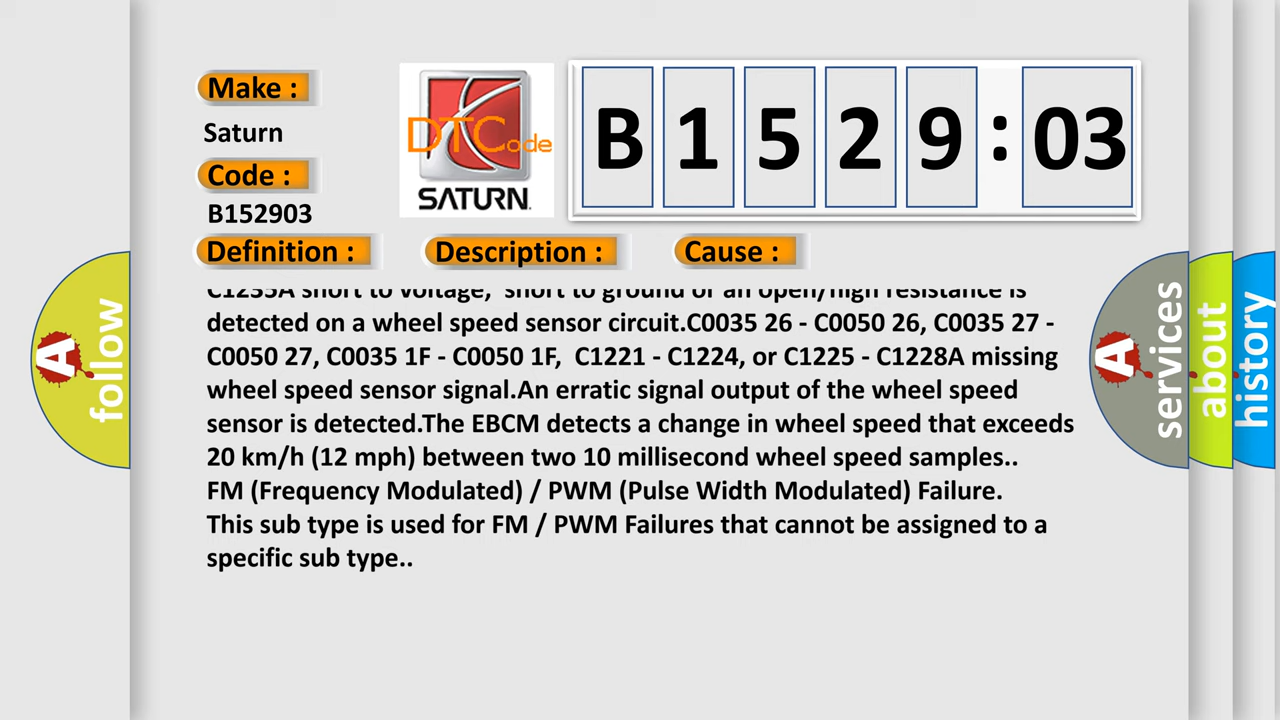 Make :
Saturn
Code :
B152903
DTCode
SATURN
B 1 5 2 9 : 03
Definition :
Description :
Cause :
C1235A short to voltage,  short to ground or an open/high resistance is
detected on a wheel speed sensor circuit.C0035 26 - C0050 26, C0035 27 -
C0050 27, C0035 1F - C0050 1F,  C1221 - C1224, or C1225 - C1228A missing
wheel speed sensor signalAn erratic signal output of the wheel speed
sensor is detected.The EBCM detects a change in wheel speed that exceeds
20 km/h (12 mph) between two 10 millisecond wheel speed samples..
FM (Frequency Modulated) / PWM (Pulse Width Modulated) Failure.
This sub type is used for FM / PWM Failures that cannot be assigned to a
specific sub type..
A follow
A services
about
history